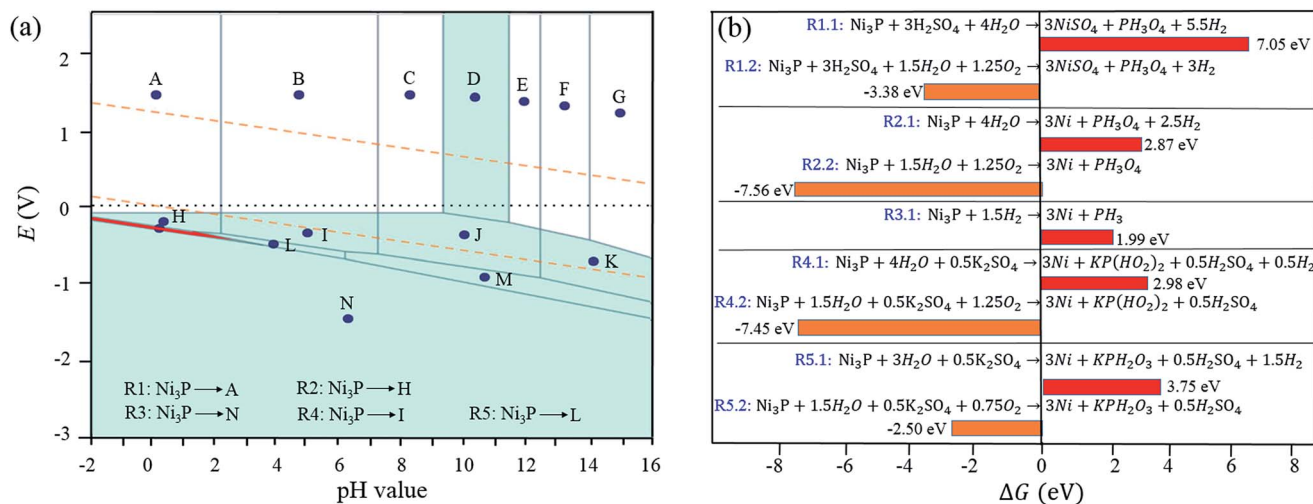 (a)
2
1
0
-1
-2
-3
E (V)
-2 0 2 4 6 8 10 12 14 16
pH value
A B C D E F G
H
I
J
K
L
M
N
R1: Ni₃P → A R2: Ni₃P → H
R3: Ni₃P → N R4: Ni₃P → I R5: Ni₃P → L
(b)
R1.1: Ni₃P + 3H₂SO₄ + 4H₂O → 3NiSO₄ + PH₃O₄ + 5.5H₂
7.05 eV
R1.2: Ni₃P + 3H₂SO₄ + 1.5H₂O + 1.25O₂ → 3NiSO₄ + PH₃O₄ + 3H₂
-3.38 eV
R2.1: Ni₃P + 4H₂O → 3Ni + PH₃O₄ + 2.5H₂
2.87 eV
R2.2: Ni₃P + 1.5H₂O + 1.25O₂ → 3Ni + PH₃O₄
-7.56 eV
R3.1: Ni₃P + 1.5H₂ → 3Ni + PH₃
1.99 eV
R4.1: Ni₃P + 4H₂O + 0.5K₂SO₄ → 3Ni + KP(HO₂)₂ + 0.5H₂SO₄ + 0.5H₂
2.98 eV
R4.2: Ni₃P + 1.5H₂O + 0.5K₂SO₄ + 1.25O₂ → 3Ni + KP(HO₂)₂ + 0.5H₂SO₄
-7.45 eV
R5.1: Ni₃P + 3H₂O + 0.5K₂SO₄ → 3Ni + KPH₂O₃ + 0.5H₂SO₄ + 1.5H₂
3.75 eV
R5.2: Ni₃P + 1.5H₂O + 0.5K₂SO₄ + 0.75O₂ → 3Ni + KPH₂O₃ + 0.5H₂SO₄
-2.50 eV
-8 -6 -4 -2 0 2 4 6 8
ΔG (eV)